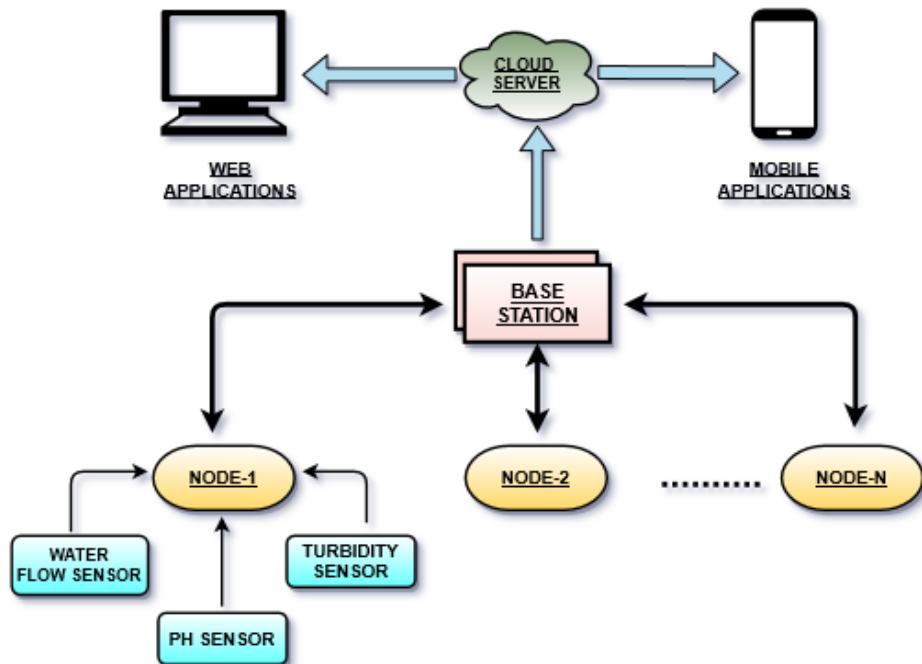 CLOUD
SERVER
WEB
APPLICATIONS
MOBILE
APPLICATIONS
BASE
STATION
NODE-1
NODE-2
NODE-N
WATER
FLOW SENSOR
TURBIDITY
SENSOR
PH SENSOR